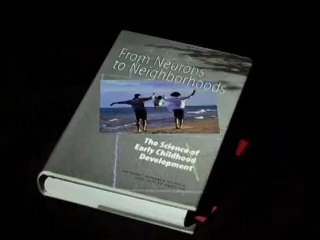 From Neurons
to Neighborhoods
The Science of
Early Childhood
Development